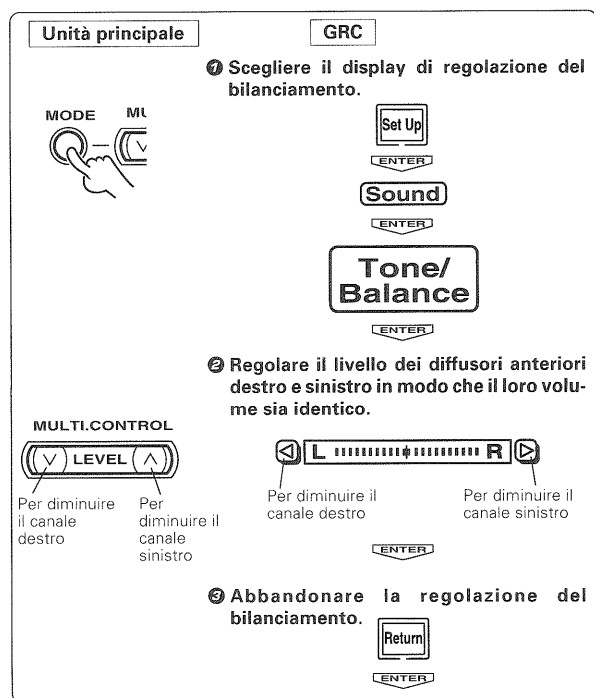 Unità principale
GRC
❶ Scegliere il display di regolazione del
bilanciamento.
MODE
MU
Set Up
ENTER
Sound
ENTER
Tone/
Balance
ENTER
❷ Regolare il livello dei diffusori anteriori
destro e sinistro in modo che il loro volu-
me sia identico.
MULTI.CONTROL
LEVEL
L R
Per diminuire
il canale
destro
Per
diminuire il
canale
sinistro
Per diminuire il
canale destro
Per diminuire il
canale sinistro
ENTER
❸ Abbandonare la regolazione del
bilanciamento.
Return
ENTER